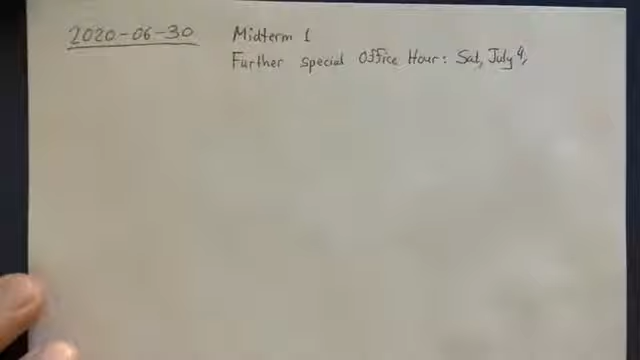 2020-06-30 Midterm 1
Further special Office Hour: Sat, July 4,